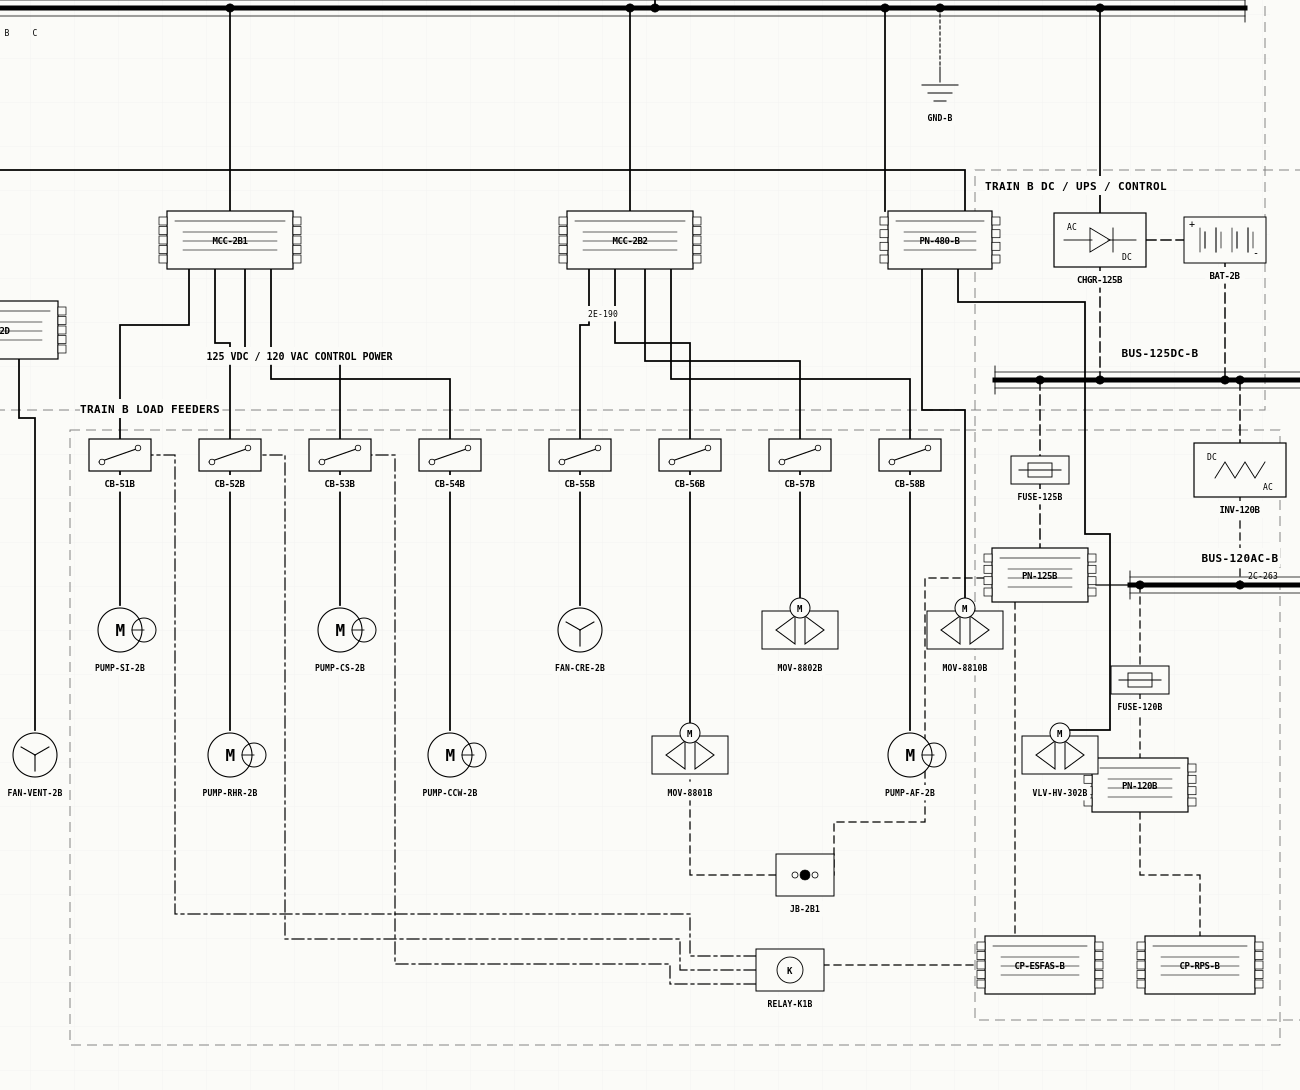 B C
GND-B
TRAIN B DC / UPS / CONTROL
MCC-2B1
MCC-2B2
PN-480-B
AC
DC
CHGR-125B
+
-
BAT-2B
2D
2E-190
125 VDC / 120 VAC CONTROL POWER
BUS-125DC-B
TRAIN B LOAD FEEDERS
CB-51B
CB-52B
CB-53B
CB-54B
CB-55B
CB-56B
CB-57B
CB-58B
FUSE-125B
DC
AC
INV-120B
BUS-120AC-B
2C-263
PN-125B
M
PUMP-SI-2B
M
PUMP-CS-2B
FAN-CRE-2B
M
MOV-8802B
M
MOV-8810B
FUSE-120B
FAN-VENT-2B
M
PUMP-RHR-2B
M
PUMP-CCW-2B
M
MOV-8801B
M
PUMP-AF-2B
M
VLV-HV-302B
PN-120B
JB-2B1
K
RELAY-K1B
CP-ESFAS-B
CP-RPS-B